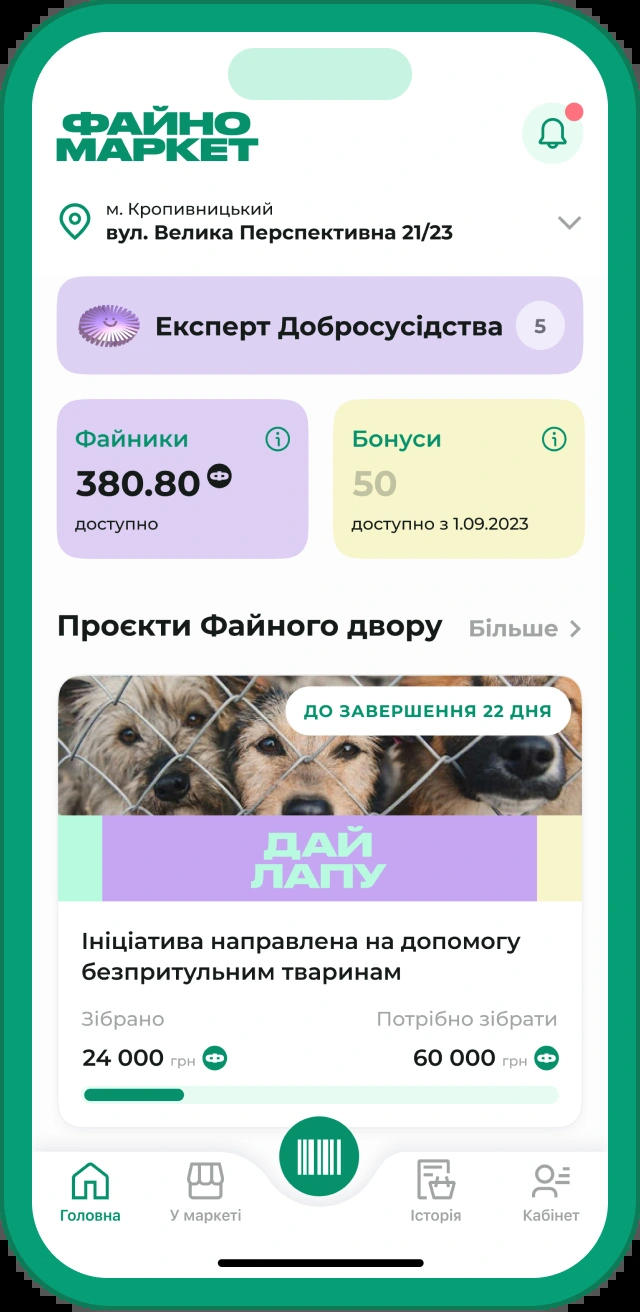 ФАЙНО
МАРКЕТ
м. Кропивницький
вул. Велика Перспективна 21/23
Експерт Добросусідства 5
Файники
380.80
доступно
Бонуси
50
доступно з 1.09.2023
Проєкти Файного двору Більше
ДО ЗАВЕРШЕННЯ 22 ДНЯ
ДАЙ
ЛАПУ
Ініціатива направлена на допомогу
безпритульним тваринам
Зібрано Потрібно зібрати
24 000 грн 60 000 грн
Головна У маркеті Історія Кабінет